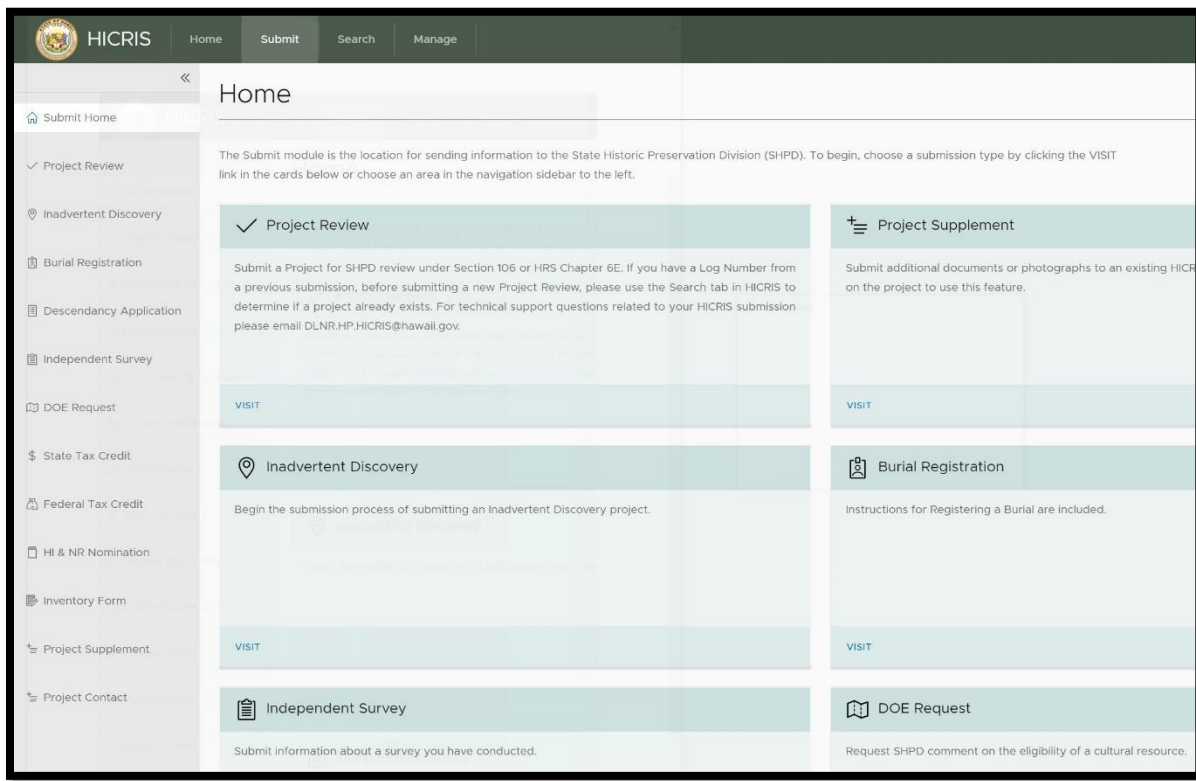 HICRIS Home Submit Search Manage
«
Home
Submit Home
Project Review
Inadvertent Discovery
Burial Registration
Descendancy Application
Independent Survey
DOE Request
State Tax Credit
Federal Tax Credit
HI & NR Nomination
Inventory Form
Project Supplement
Project Contact
The Submit module is the location for sending information to the State Historic Preservation Division (SHPD). To begin, choose a submission type by clicking the VISIT
link in the cards below or choose an area in the navigation sidebar to the left.
Project Review
Submit a Project for SHPD review under Section 106 or HRS Chapter 6E. If you have a Log Number from
a previous submission, before submitting a new Project Review, please use the Search tab in HICRIS to
determine if a project already exists. For technical support questions related to your HICRIS submission
please email DLNR.HP.HICRIS@hawaii.gov.
VISIT
Project Supplement
Submit additional documents or photographs to an existing HICR
on the project to use this feature.
VISIT
Inadvertent Discovery
Begin the submission process of submitting an Inadvertent Discovery project.
VISIT
Burial Registration
Instructions for Registering a Burial are included.
VISIT
Independent Survey
Submit information about a survey you have conducted.
DOE Request
Request SHPD comment on the eligibility of a cultural resource.